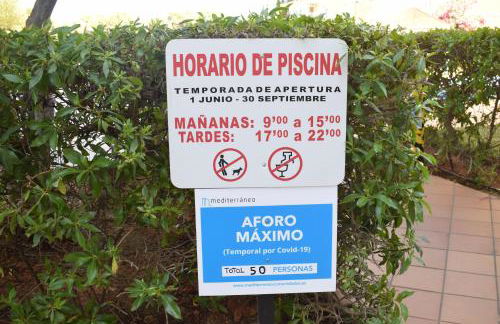 HORARIO DE PISCINA
TEMPORADA DE APERTURA
1 JUNIO - 30 SEPTIEMBRE
MAÑANAS: 9'00 a 15'00
TARDES: 17'00 a 22'00
mediterráneo
AFORO
MÁXIMO
(Temporal por Covid-19)
TOTAL 50 PERSONAS